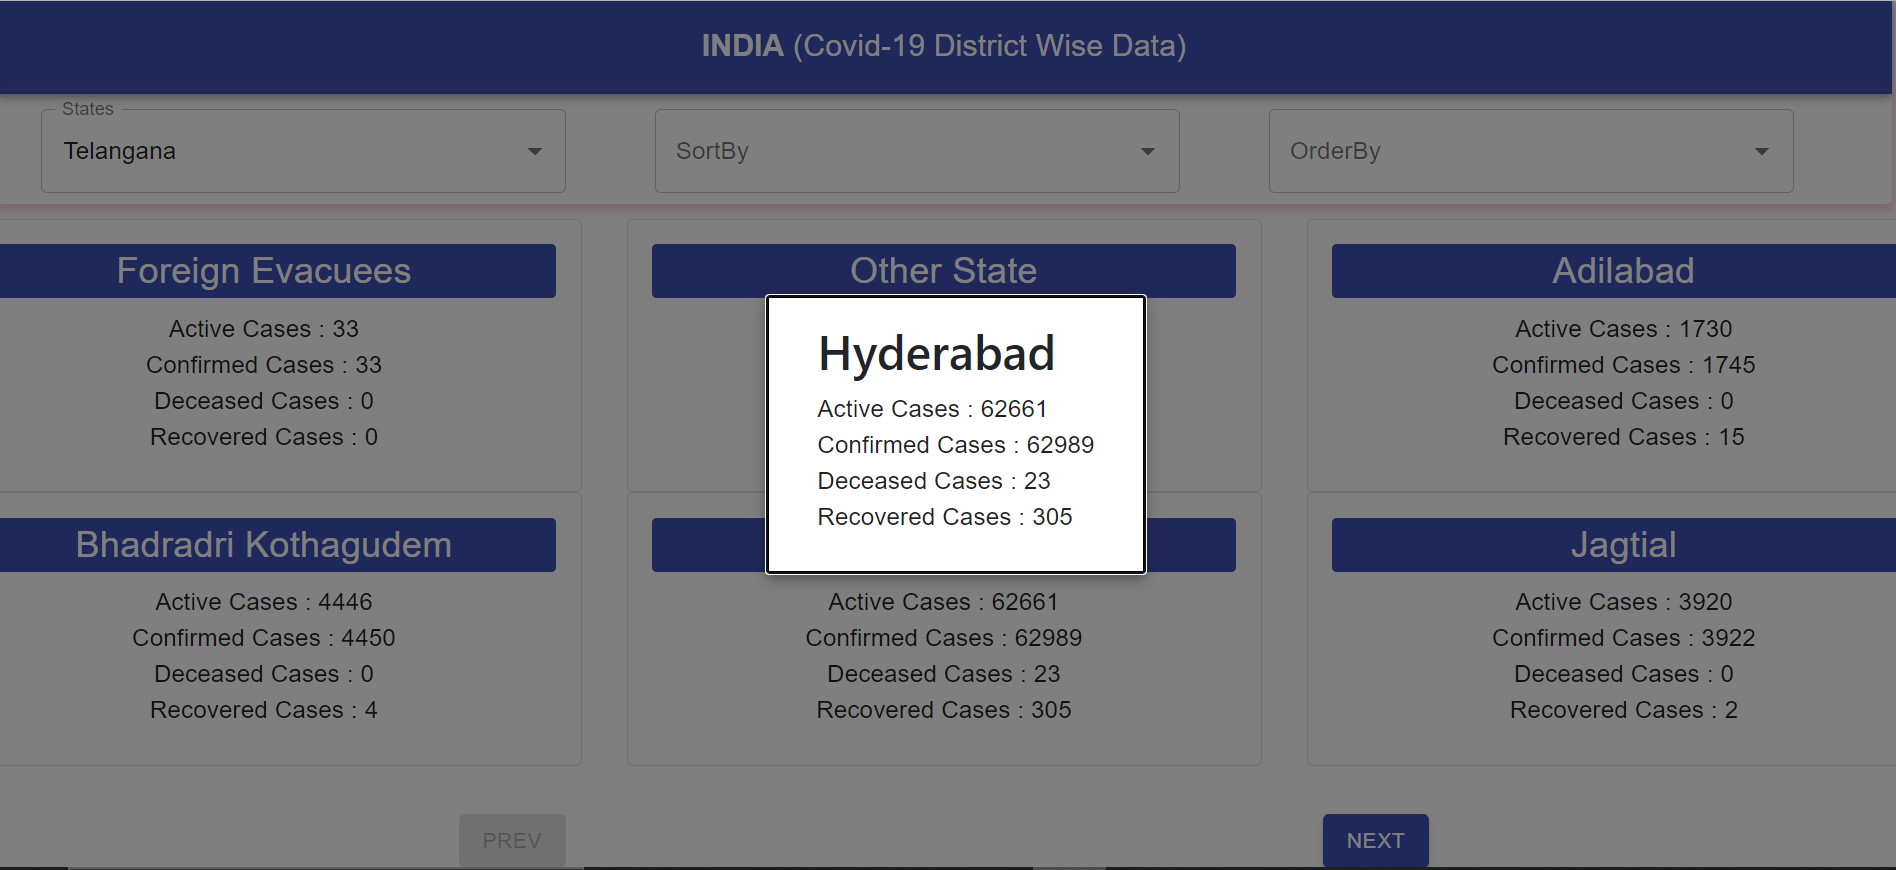 INDIA (Covid-19 District Wise Data)
States
Telangana
SortBy
OrderBy
Foreign Evacuees
Active Cases : 33
Confirmed Cases : 33
Deceased Cases : 0
Recovered Cases : 0
Other State
Adilabad
Active Cases : 1730
Confirmed Cases : 1745
Deceased Cases : 0
Recovered Cases : 15
Hyderabad
Active Cases : 62661
Confirmed Cases : 62989
Deceased Cases : 23
Recovered Cases : 305
Bhadradri Kothagudem
Active Cases : 4446
Confirmed Cases : 4450
Deceased Cases : 0
Recovered Cases : 4
Active Cases : 62661
Confirmed Cases : 62989
Deceased Cases : 23
Recovered Cases : 305
Jagtial
Active Cases : 3920
Confirmed Cases : 3922
Deceased Cases : 0
Recovered Cases : 2
PREV
NEXT